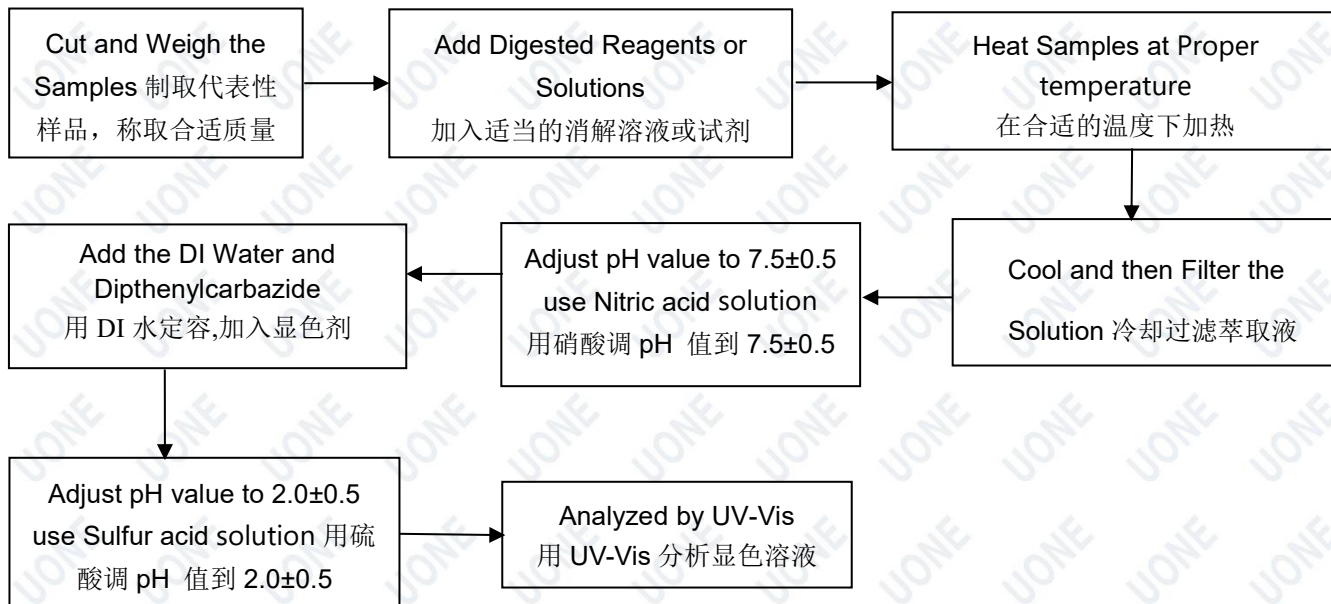 Cut and Weigh the
Samples 制取代表性
样品，称取合适质量
Add Digested Reagents or
Solutions
加入适当的消解溶液或试剂
Heat Samples at Proper
temperature
在合适的温度下加热
Cool and then Filter the
Solution 冷却过滤萃取液
Adjust pH value to 7.5±0.5
use Nitric acid solution
用硝酸调 pH 值到 7.5±0.5
Add the DI Water and
Dipthenylcarbazide
用 DI 水定容,加入显色剂
Adjust pH value to 2.0±0.5
use Sulfur acid solution 用硫
酸调 pH 值到 2.0±0.5
Analyzed by UV-Vis
用 UV-Vis 分析显色溶液
UONE